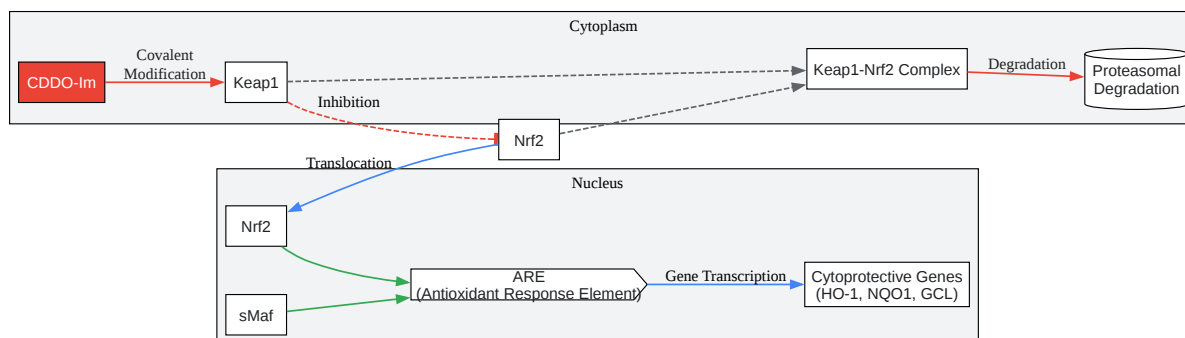 Cytoplasm
CDDO-Im
Covalent
Modification
Keap1
Inhibition
Keap1-Nrf2 Complex
Degradation
Proteasomal
Degradation
Nrf2
Translocation
Nucleus
Nrf2
sMaf
ARE
(Antioxidant Response Element)
Gene Transcription
Cytoprotective Genes
(HO-1, NQO1, GCL)